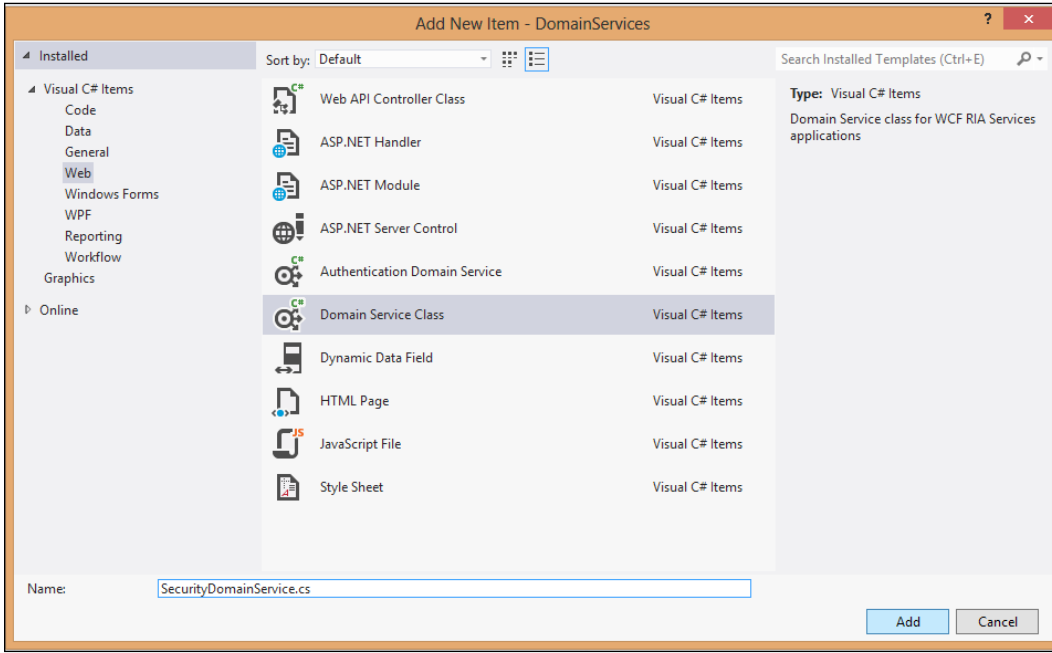 Add New Item - DomainServices
?
Installed
Sort by: Default
Search Installed Templates (Ctrl+E)
Visual C# Items
Code
Data
General
Web
Windows Forms
WPF
Reporting
Workflow
Graphics
Online
C# Web API Controller Class Visual C# Items
ASP.NET Handler Visual C# Items
ASP.NET Module Visual C# Items
ASP.NET Server Control Visual C# Items
C# Authentication Domain Service Visual C# Items
C# Domain Service Class Visual C# Items
Dynamic Data Field Visual C# Items
HTML Page Visual C# Items
JS JavaScript File Visual C# Items
A Style Sheet Visual C# Items
Type: Visual C# Items
Domain Service class for WCF RIA Services
applications
Name: SecurityDomainService.cs
Add Cancel